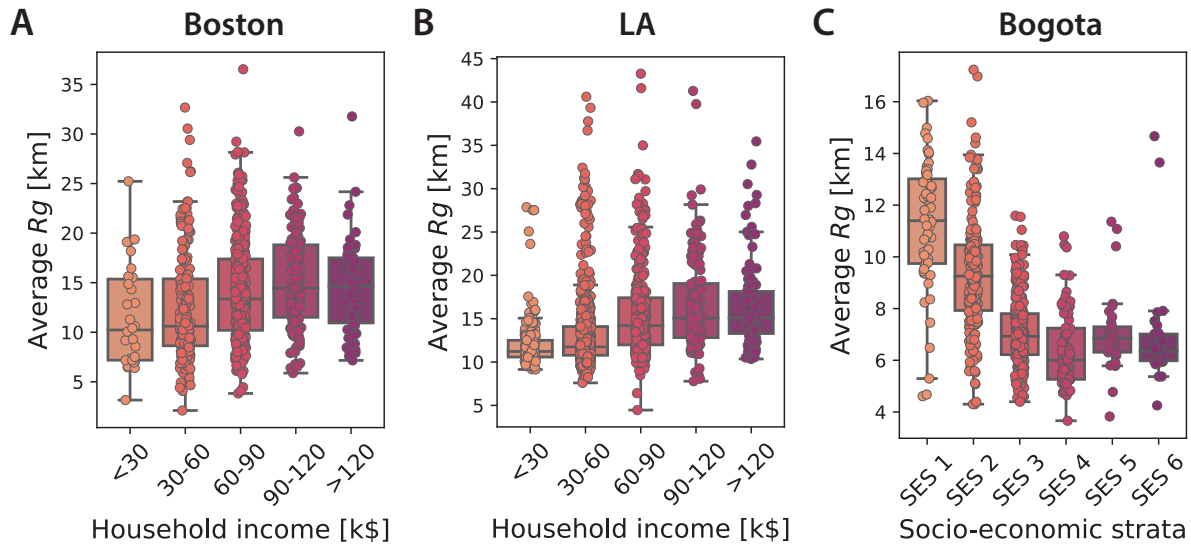 A Boston
Average Rg [km]
35
30
25
20
15
10
5
<30
30-60
60-90
90-120
>120
Household income [k$]
B LA
Average Rg [km]
45
40
35
30
25
20
15
10
5
<30
30-60
60-90
90-120
>120
Household income [k$]
C Bogota
Average Rg [km]
16
14
12
10
8
6
4
SES 1
SES 2
SES 3
SES 4
SES 5
SES 6
Socio-economic strata